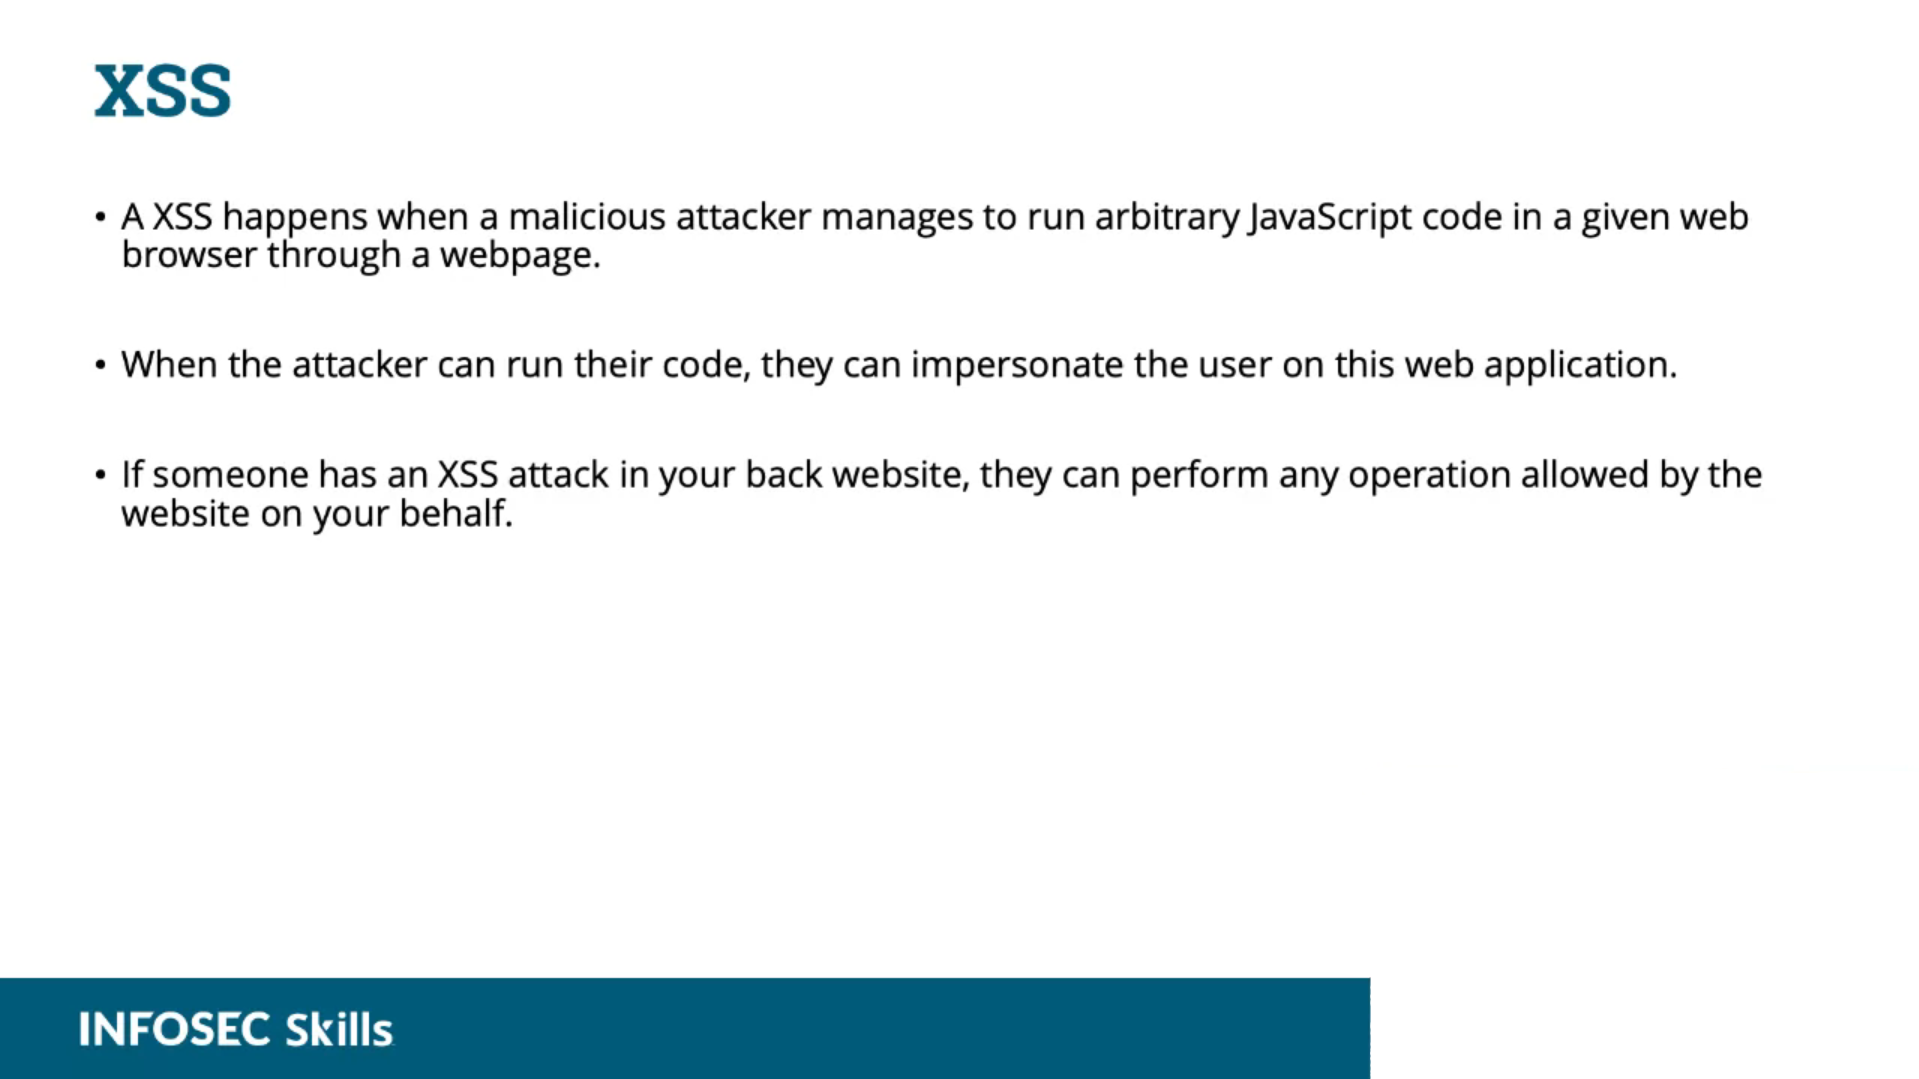 XSS
• A XSS happens when a malicious attacker manages to run arbitrary JavaScript code in a given web
browser through a webpage.
• When the attacker can run their code, they can impersonate the user on this web application.
• If someone has an XSS attack in your back website, they can perform any operation allowed by the
website on your behalf.
INFOSEC Skills